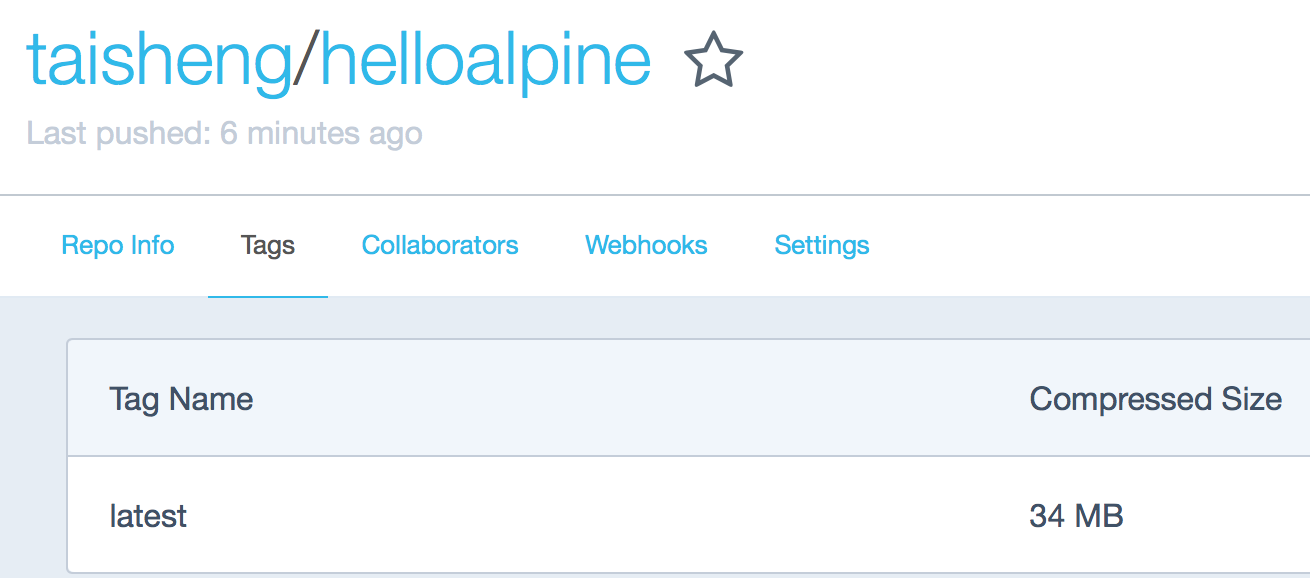 taisheng/helloalpine
Last pushed: 6 minutes ago
Repo Info Tags Collaborators Webhooks Settings
Tag Name Compressed Size
latest 34 MB